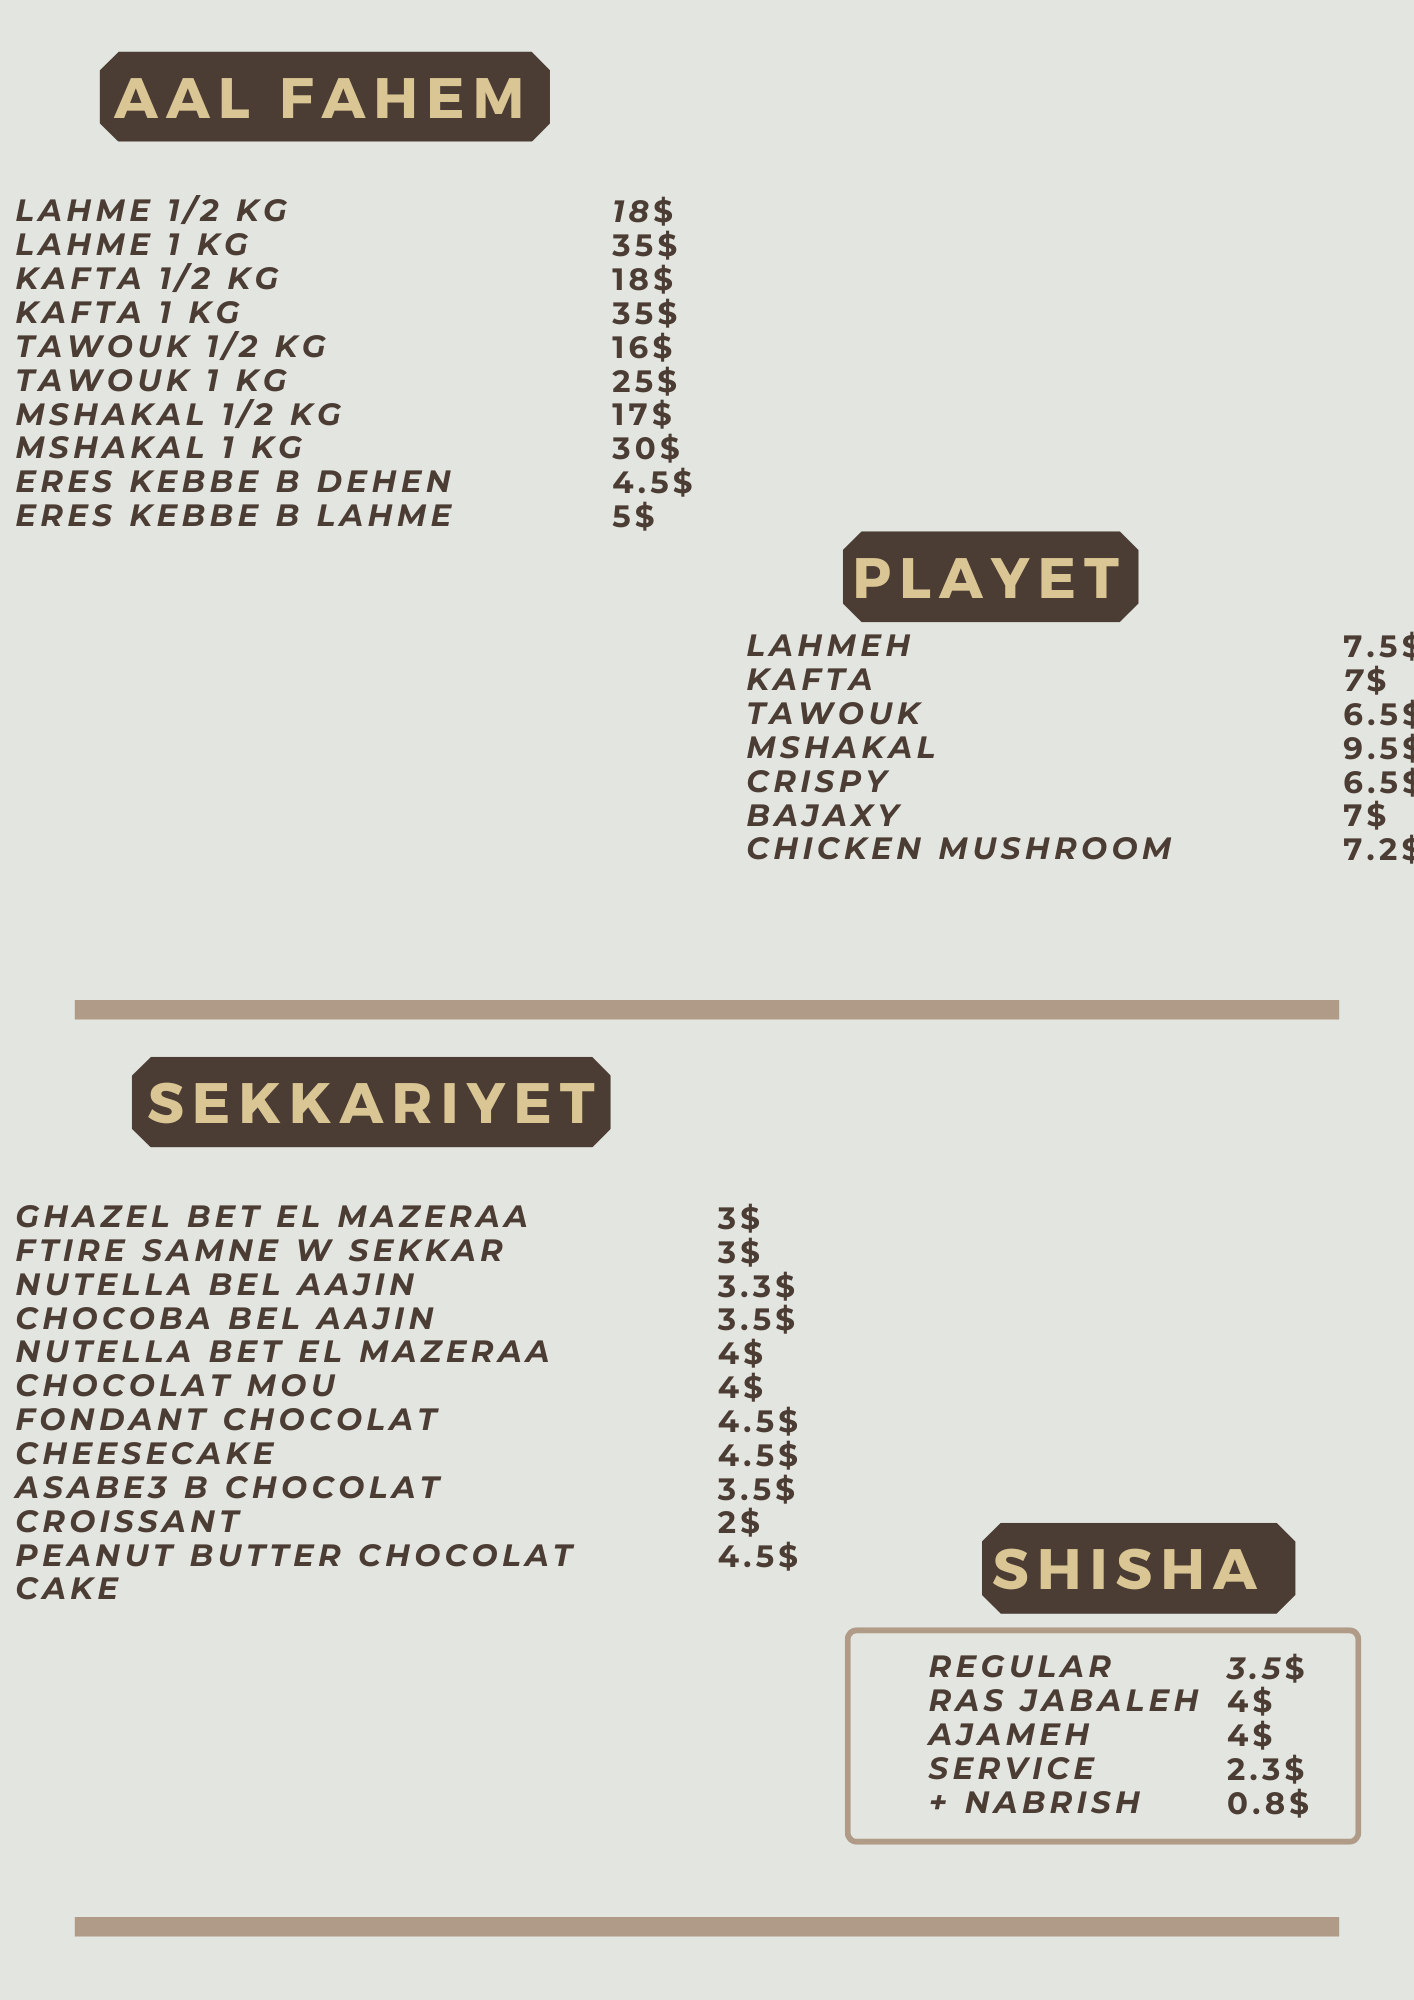 AAL FAHEM
LAHME 1/2 KG 18$
LAHME 1 KG 35$
KAFTA 1/2 KG 18$
KAFTA 1 KG 35$
TAWOUK 1/2 KG 16$
TAWOUK 1 KG 25$
MSHAKAL 1/2 KG 17$
MSHAKAL 1 KG 30$
ERES KEBBE B DEHEN 4.5$
ERES KEBBE B LAHME 5$
PLAYET
LAHMEH 7.5$
KAFTA 7$
TAWOUK 6.5$
MSHAKAL 9.5$
CRISPY 6.5$
BAJAXY 7$
CHICKEN MUSHROOM 7.2$
SEKKARIYET
GHAZEL BET EL MAZERAA 3$
FTIRE SAMNE W SEKKAR 3$
NUTELLA BEL AAJIN 3.3$
CHOCOBA BEL AAJIN 3.5$
NUTELLA BET EL MAZERAA 4$
CHOCOLAT MOU 4$
FONDANT CHOCOLAT 4.5$
CHEESECAKE 4.5$
ASABE3 B CHOCOLAT 3.5$
CROISSANT 2$
PEANUT BUTTER CHOCOLAT 4.5$
CAKE
SHISHA
REGULAR 3.5$
RAS JABALEH 4$
AJAMEH 4$
SERVICE 2.3$
+ NABRISH 0.8$